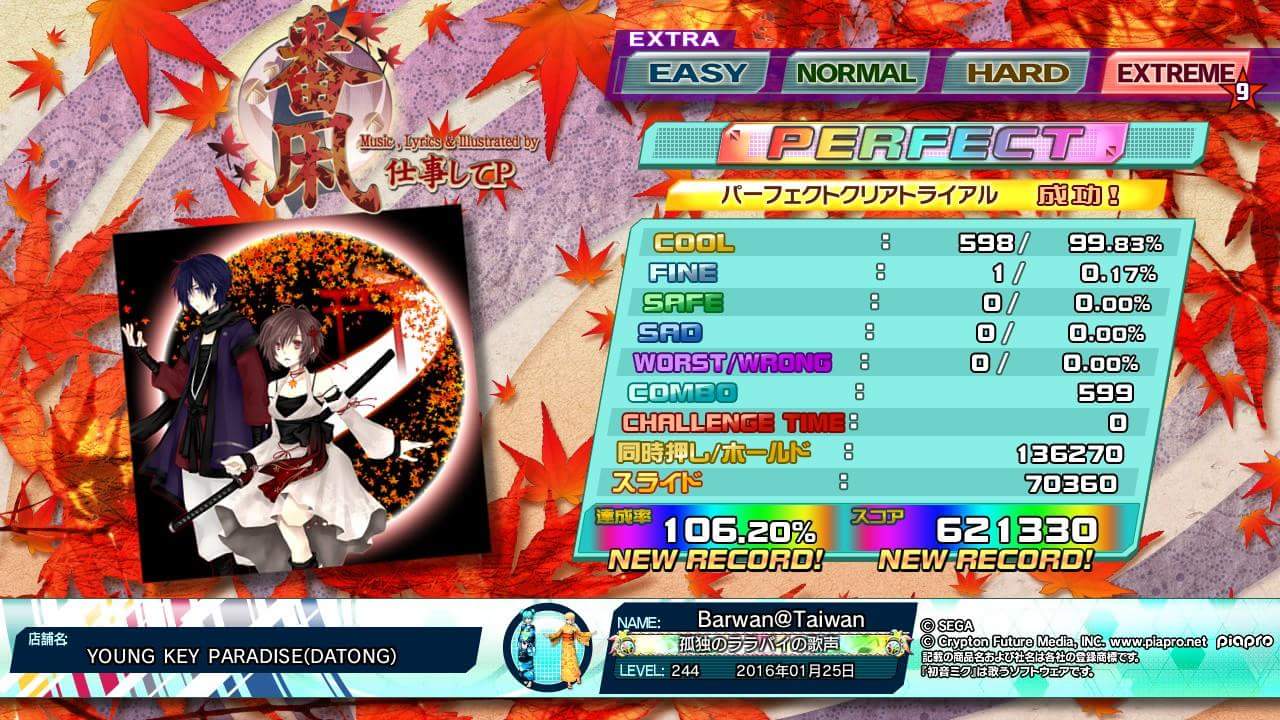 番凩
Music , Lyrics & Illustrated by
仕事してP
EXTRA
EASY NORMAL HARD EXTREME 9
PERFECT
パーフェクトクリアトライアル 成功!
COOL : 598 / 99.83%
FINE : 1 / 0.17%
SAFE : 0 / 0.00%
SAD : 0 / 0.00%
WORST/WRONG : 0 / 0.00%
COMBO : 599
CHALLENGE TIME : 0
同時押し/ホールド : 136270
スライド : 70360
達成率 106.20% スコア 621330
NEW RECORD! NEW RECORD!
店舗名
YOUNG KEY PARADISE(DATONG)
NAME: Barwan@Taiwan
孤独のララバイの歌声
LEVEL: 244 2016年01月25日
© SEGA
© Crypton Future Media, INC. www.piapro.net piapro
記載の商品名および社名は各社の登録商標です。
『初音ミク』は歌うソフトウェアです。